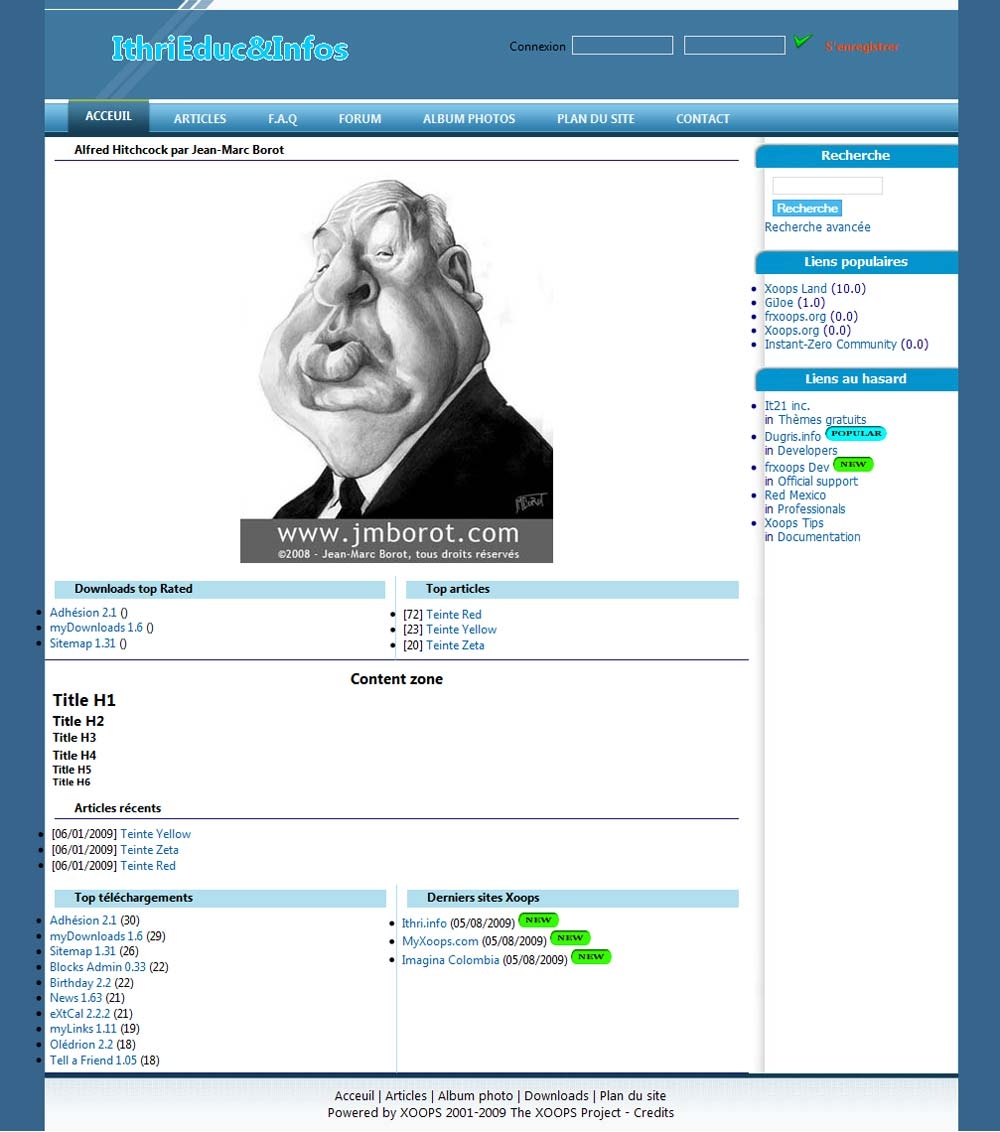 IthriEduc&Infos
Connexion
S'enregistrer
ACCEUIL ARTICLES F.A.Q FORUM ALBUM PHOTOS PLAN DU SITE CONTACT
Alfred Hitchcock par Jean-Marc Borot
JMBorot
www.jmborot.com
©2008 - Jean-Marc Borot, tous droits réservés
Downloads top Rated
Adhésion 2.1 ()
myDownloads 1.6 ()
Sitemap 1.31 ()
Top articles
[72] Teinte Red
[23] Teinte Yellow
[20] Teinte Zeta
Content zone
Title H1
Title H2
Title H3
Title H4
Title H5
Title H6
Articles récents
[06/01/2009] Teinte Yellow
[06/01/2009] Teinte Zeta
[06/01/2009] Teinte Red
Top téléchargements
Adhésion 2.1 (30)
myDownloads 1.6 (29)
Sitemap 1.31 (26)
Blocks Admin 0.33 (22)
Birthday 2.2 (22)
News 1.63 (21)
eXtCal 2.2.2 (21)
myLinks 1.11 (19)
Olédrion 2.2 (18)
Tell a Friend 1.05 (18)
Derniers sites Xoops
Ithri.info (05/08/2009) NEW
MyXoops.com (05/08/2009) NEW
Imagina Colombia (05/08/2009) NEW
Recherche
Recherche
Recherche avancée
Liens populaires
Xoops Land (10.0)
GiJoe (1.0)
frxoops.org (0.0)
Xoops.org (0.0)
Instant-Zero Community (0.0)
Liens au hasard
It21 inc.
in Thèmes gratuits
Dugris.info POPULAR
in Developers
frxoops Dev NEW
in Official support
Red Mexico
in Professionals
Xoops Tips
in Documentation
Acceuil | Articles | Album photo | Downloads | Plan du site
Powered by XOOPS 2001-2009 The XOOPS Project - Credits